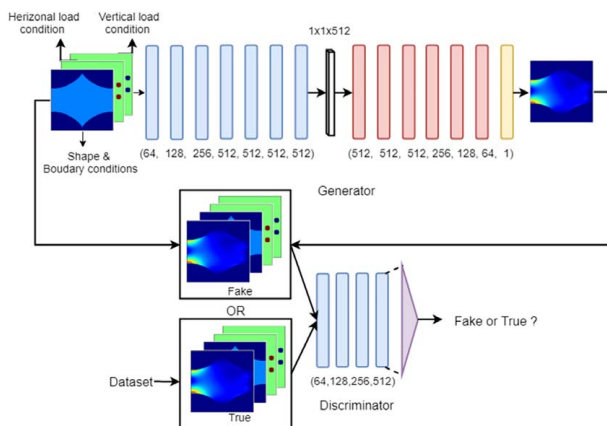 Herizonal load
condition
Vertical load
condition
1x1x512
Shape &
Boudary conditions
(64, 128, 256, 512, 512, 512, 512)
(512, 512, 512, 256, 128, 64, 1)
Generator
Fake
OR
Dataset
True
(64,128,256,512)
Discriminator
Fake or True ?